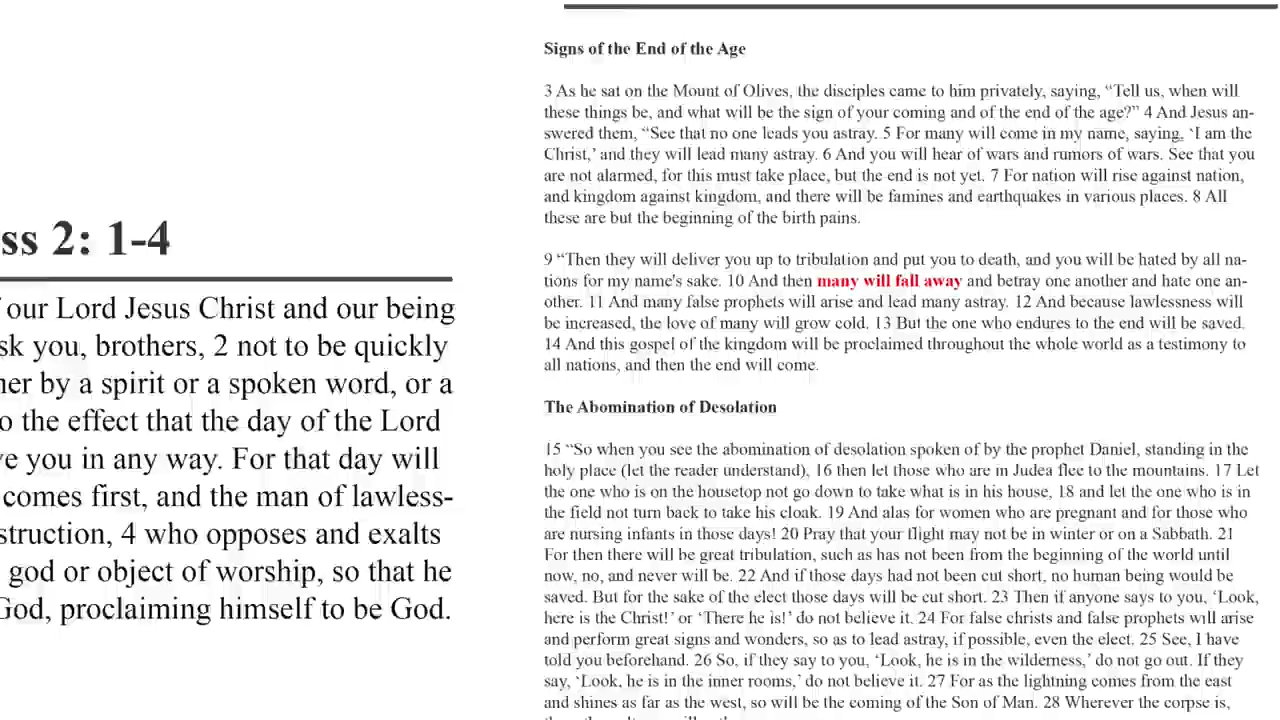 ss 2: 1-4
our Lord Jesus Christ and our being
sk you, brothers, 2 not to be quickly
her by a spirit or a spoken word, or a
o the effect that the day of the Lord
ve you in any way. For that day will
comes first, and the man of lawless-
struction, 4 who opposes and exalts
god or object of worship, so that he
God, proclaiming himself to be God.
Signs of the End of the Age
3 As he sat on the Mount of Olives, the disciples came to him privately, saying, “Tell us, when will
these things be, and what will be the sign of your coming and of the end of the age?” 4 And Jesus an-
swered them, “See that no one leads you astray. 5 For many will come in my name, saying, ‘I am the
Christ,’ and they will lead many astray. 6 And you will hear of wars and rumors of wars. See that you
are not alarmed, for this must take place, but the end is not yet. 7 For nation will rise against nation,
and kingdom against kingdom, and there will be famines and earthquakes in various places. 8 All
these are but the beginning of the birth pains.
9 “Then they will deliver you up to tribulation and put you to death, and you will be hated by all na-
tions for my name's sake. 10 And then many will fall away and betray one another and hate one an-
other. 11 And many false prophets will arise and lead many astray. 12 And because lawlessness will
be increased, the love of many will grow cold. 13 But the one who endures to the end will be saved.
14 And this gospel of the kingdom will be proclaimed throughout the whole world as a testimony to
all nations, and then the end will come.
The Abomination of Desolation
15 “So when you see the abomination of desolation spoken of by the prophet Daniel, standing in the
holy place (let the reader understand), 16 then let those who are in Judea flee to the mountains. 17 Let
the one who is on the housetop not go down to take what is in his house, 18 and let the one who is in
the field not turn back to take his cloak. 19 And alas for women who are pregnant and for those who
are nursing infants in those days! 20 Pray that your flight may not be in winter or on a Sabbath. 21
For then there will be great tribulation, such as has not been from the beginning of the world until
now, no, and never will be. 22 And if those days had not been cut short, no human being would be
saved. But for the sake of the elect those days will be cut short. 23 Then if anyone says to you, ‘Look,
here is the Christ!’ or ‘There he is!’ do not believe it. 24 For false christs and false prophets will arise
and perform great signs and wonders, so as to lead astray, if possible, even the elect. 25 See, I have
told you beforehand. 26 So, if they say to you, ‘Look, he is in the wilderness,’ do not go out. If they
say, ‘Look, he is in the inner rooms,’ do not believe it. 27 For as the lightning comes from the east
and shines as far as the west, so will be the coming of the Son of Man. 28 Wherever the corpse is,